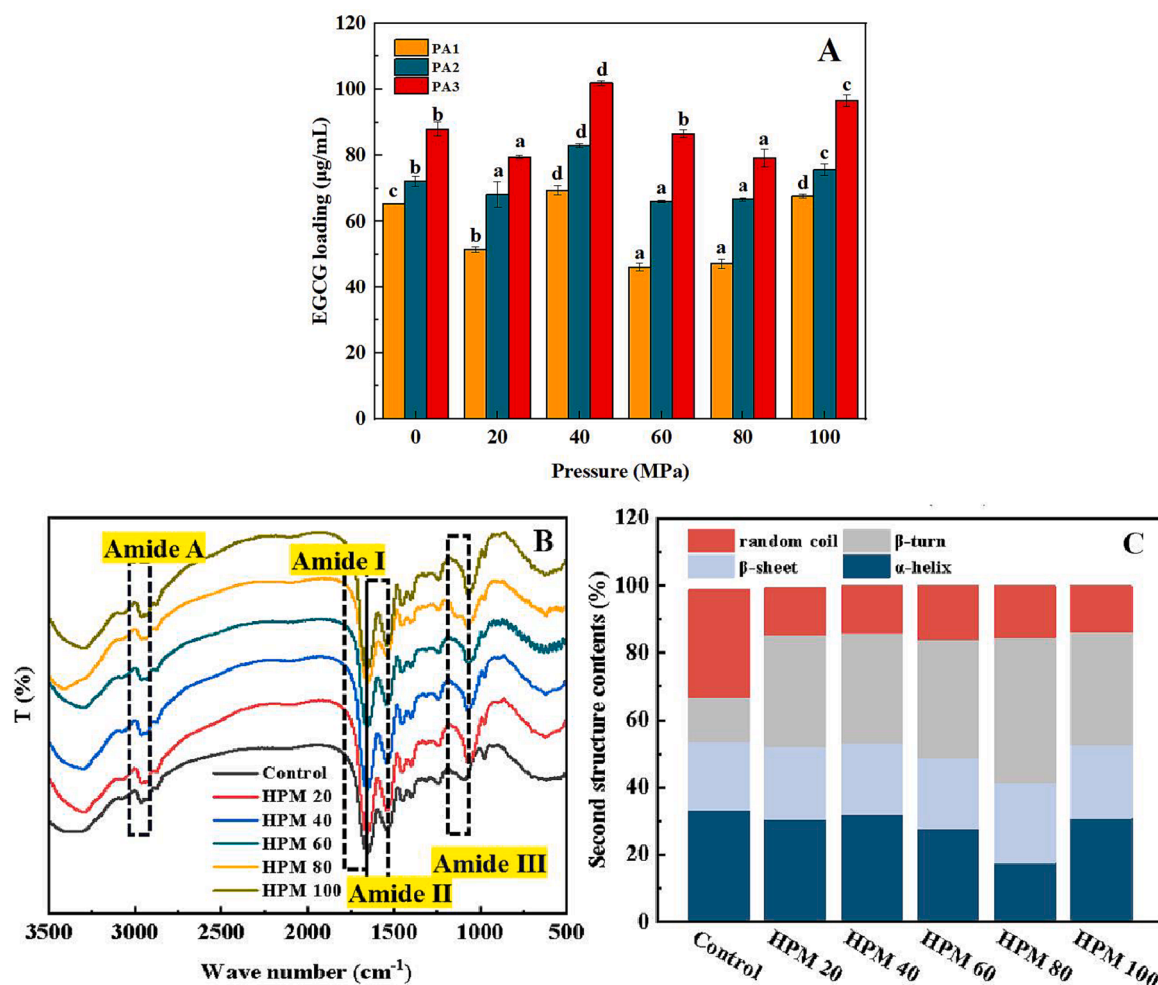 A
PA1
PA2
PA3
EGCG loading (μg/mL)
120
100
80
60
40
20
0
c b b
b a a
d d d
a a b
a a a
d c c
0 20 40 60 80 100
Pressure (MPa)
B
Amide A
Amide I
Amide II
Amide III
T (%)
Control
HPM 20
HPM 40
HPM 60
HPM 80
HPM 100
3500 3000 2500 2000 1500 1000 500
Wave number (cm⁻¹)
C
random coil β-turn
β-sheet α-helix
Second structure contents (%)
120
100
80
60
40
20
0
Control HPM 20 HPM 40 HPM 60 HPM 80 HPM 100